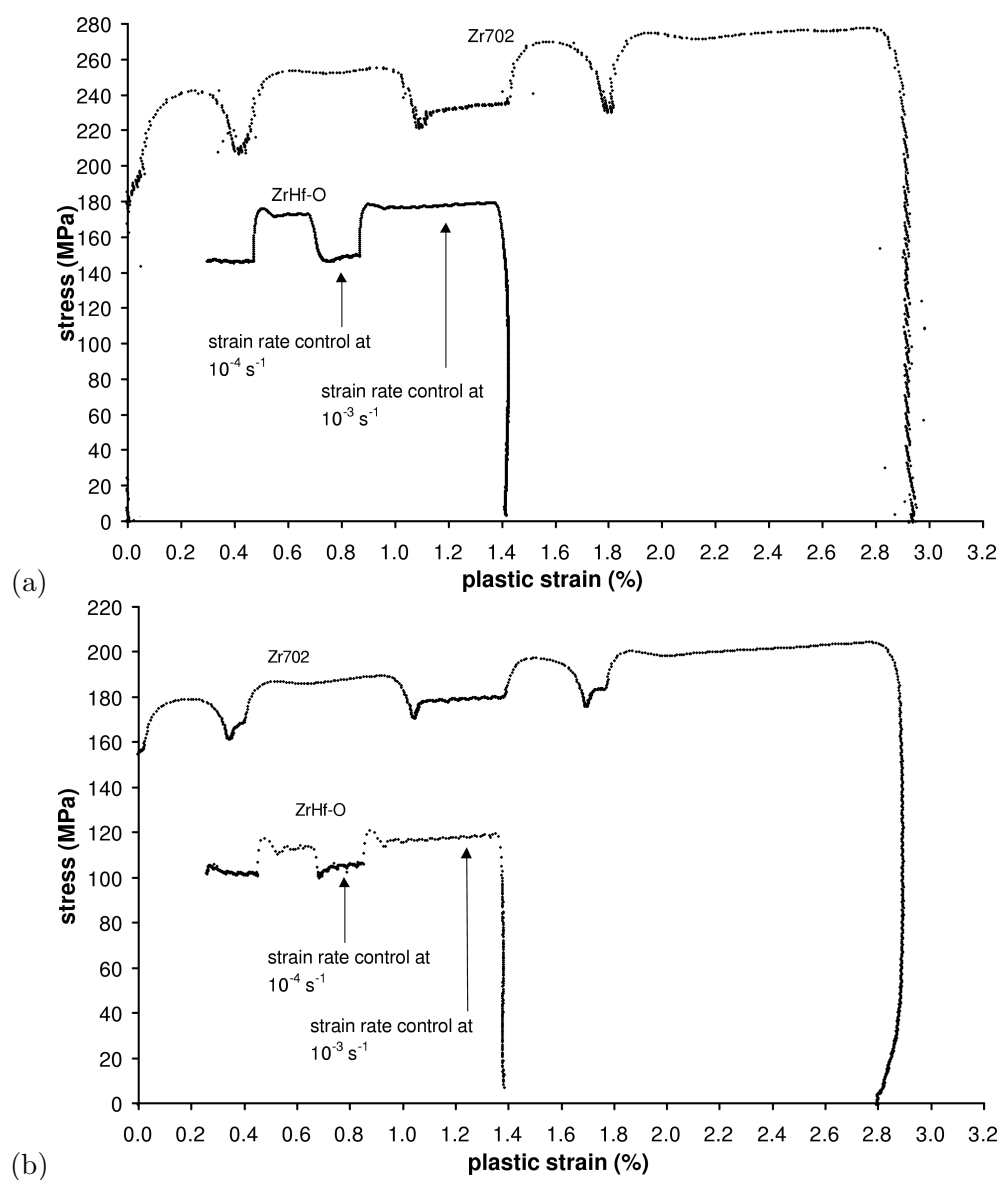 280
260
240
220
200
180
160
140
120
100
80
60
40
20
0
stress (MPa)
Zr702
ZrHf-O
strain rate control at
10⁻⁴ s⁻¹
strain rate control at
10⁻³ s⁻¹
0.0 0.2 0.4 0.6 0.8 1.0 1.2 1.4 1.6 1.8 2.0 2.2 2.4 2.6 2.8 3.0 3.2
plastic strain (%)
(a)
220
200
180
160
140
120
100
80
60
40
20
0
stress (MPa)
Zr702
ZrHf-O
strain rate control at
10⁻⁴ s⁻¹
strain rate control at
10⁻³ s⁻¹
0.0 0.2 0.4 0.6 0.8 1.0 1.2 1.4 1.6 1.8 2.0 2.2 2.4 2.6 2.8 3.0 3.2
plastic strain (%)
(b)